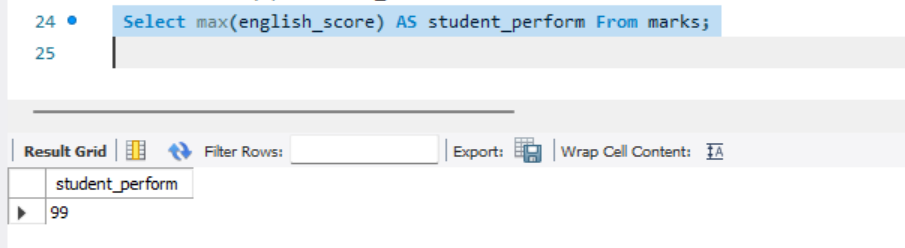 24 Select max(english_score) AS student_perform From marks;
25
Result Grid Filter Rows: Export: Wrap Cell Content: IA
student_perform
99